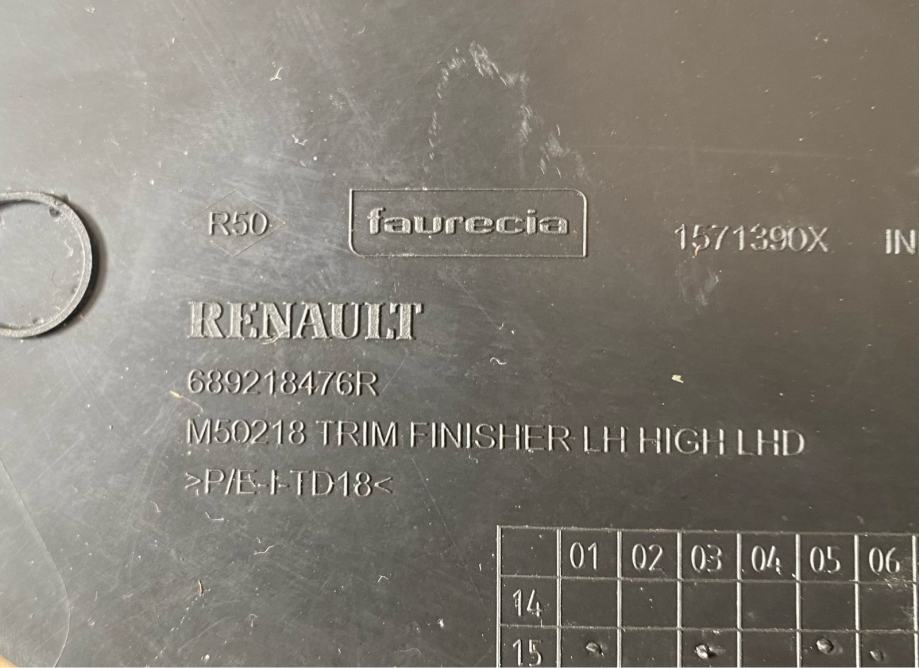 R50 faurecia 1571390X IN
RENAULT
689218476R
M50218 TRIM FINISHER LH HIGH LHD
>P/E-I-TD18<
01 02 03 04 05 06
14
15